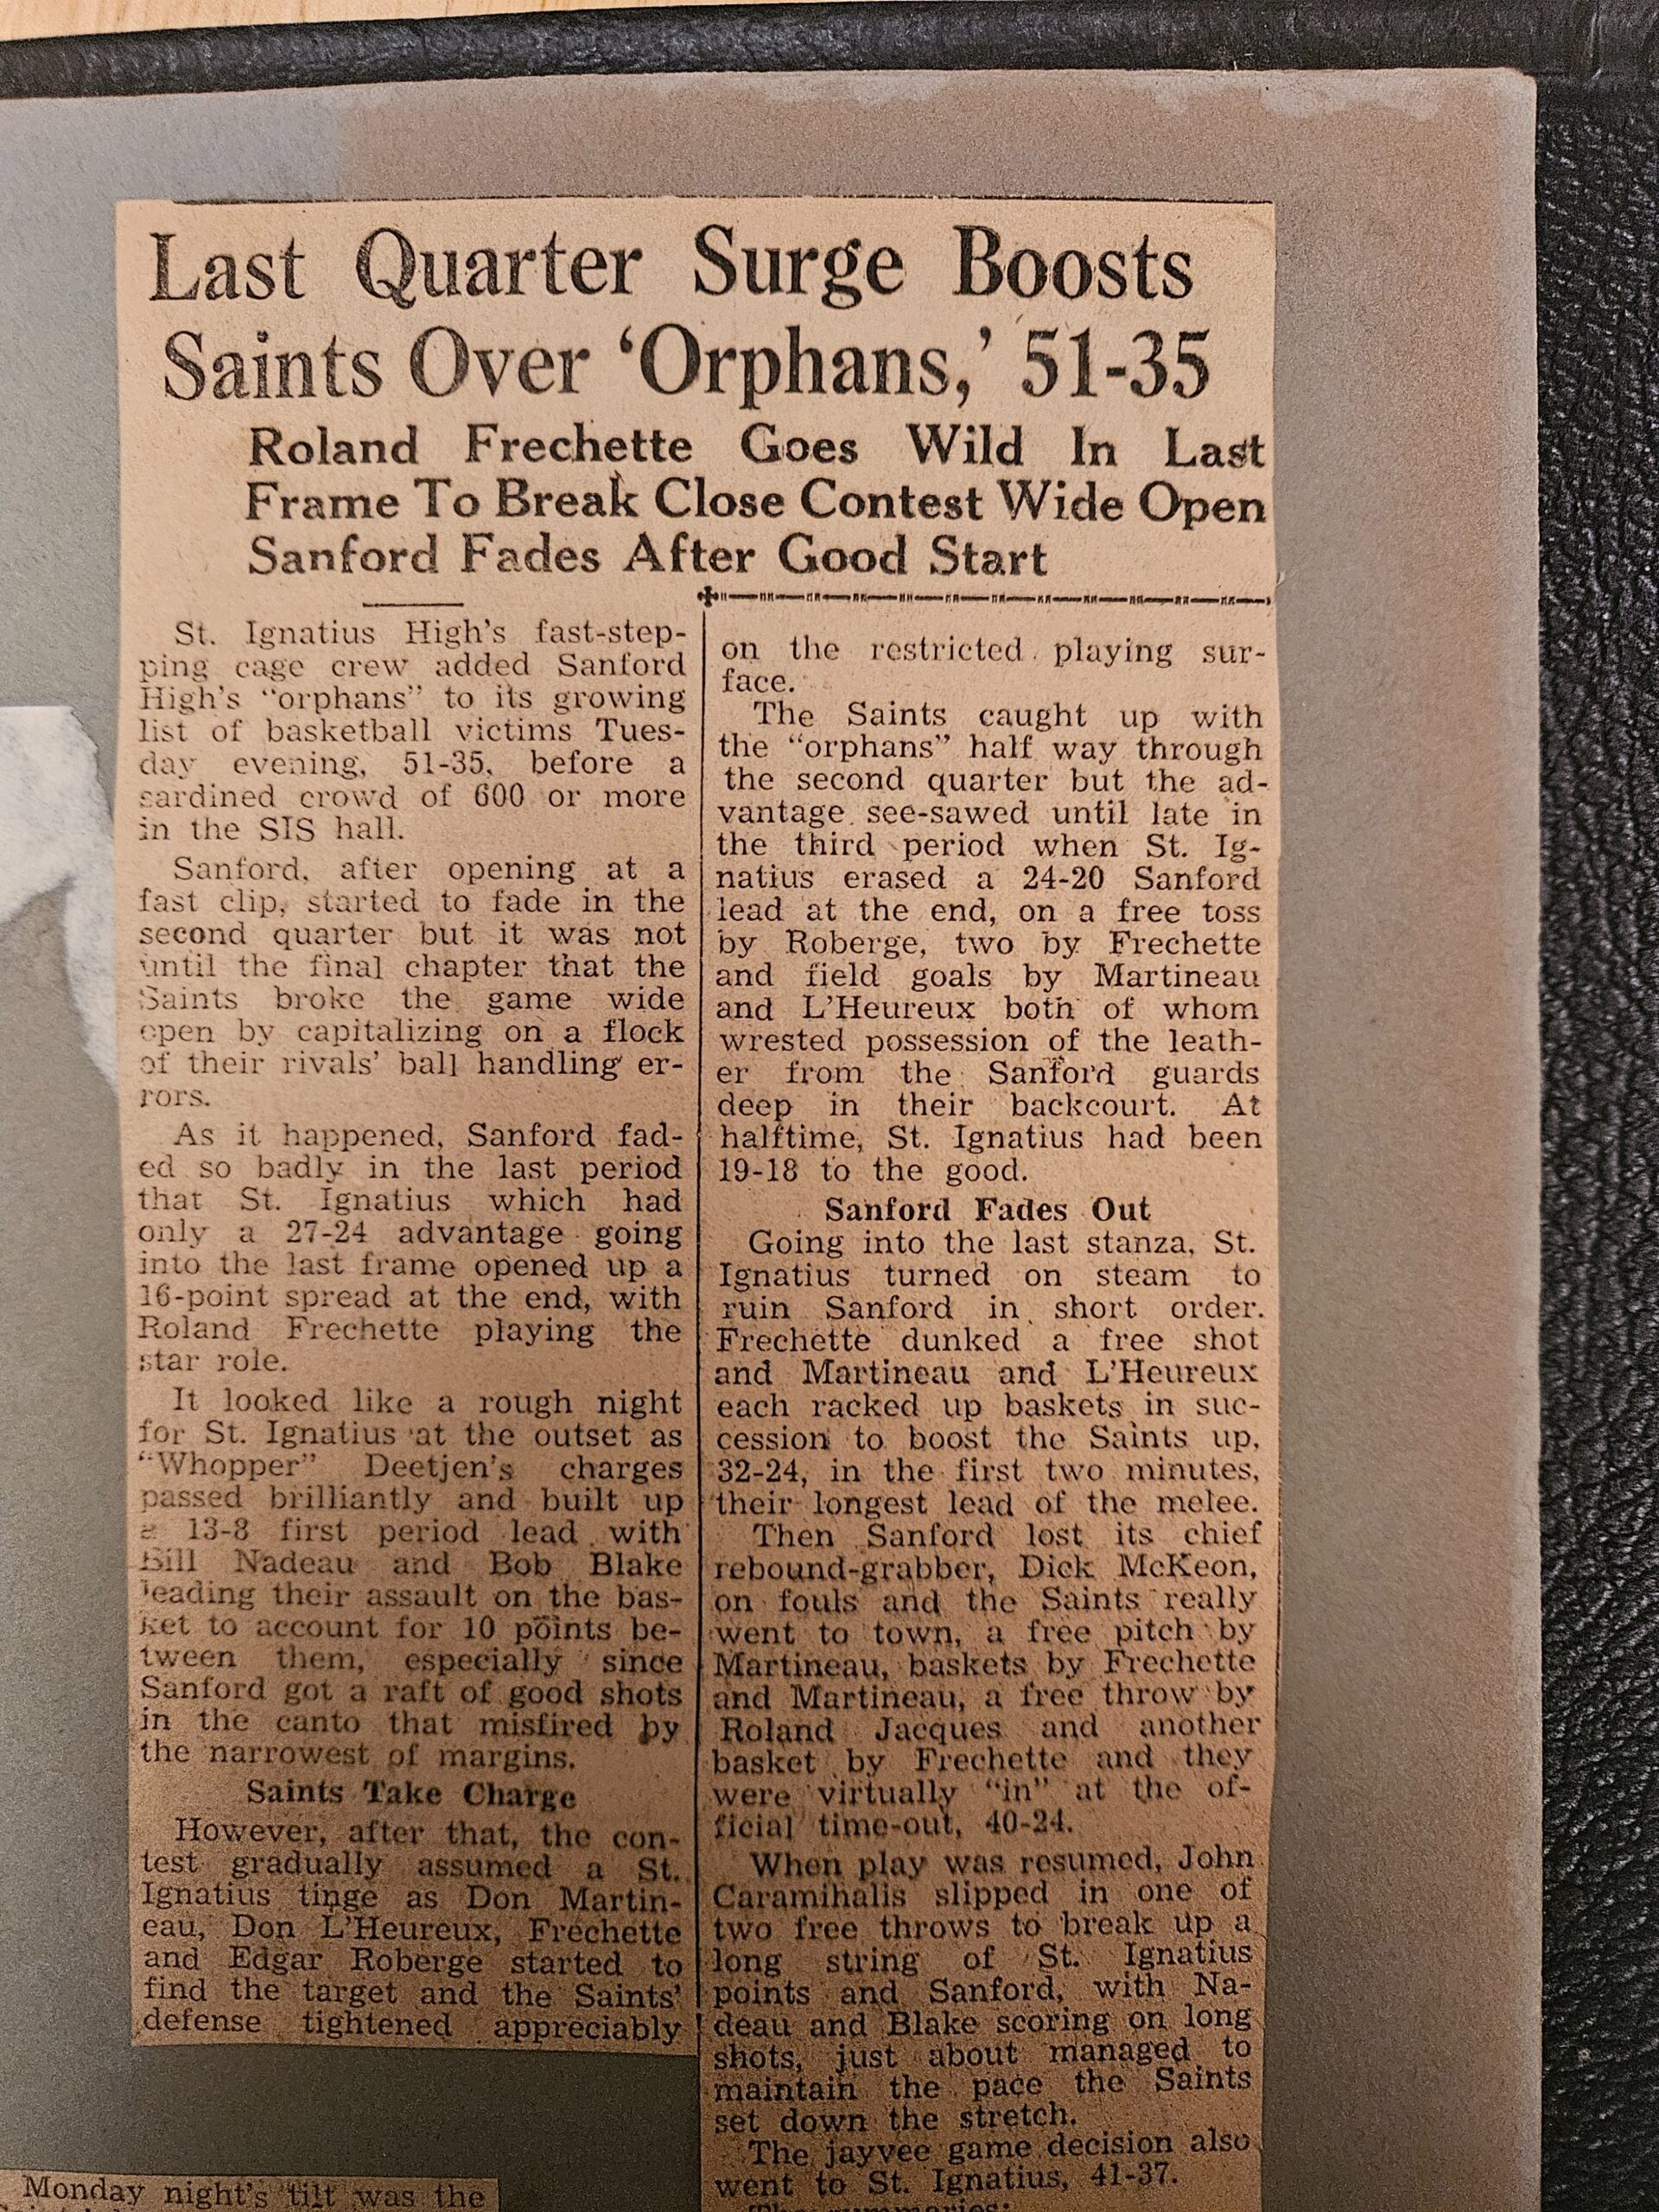 Last Quarter Surge Boosts
Saints Over ‘Orphans,’ 51-35
Roland Frechette Goes Wild In Last
Frame To Break Close Contest Wide Open
Sanford Fades After Good Start
St. Ignatius High's fast-step-
ping cage crew added Sanford
High's “orphans” to its growing
list of basketball victims Tues-
day evening, 51-35, before a
sardined crowd of 600 or more
in the SIS hall.
Sanford, after opening at a
fast clip, started to fade in the
second quarter but it was not
until the final chapter that the
Saints broke the game wide
open by capitalizing on a flock
of their rivals' ball handling er-
rors.
As it happened, Sanford fad-
ed so badly in the last period
that St. Ignatius which had
only a 27-24 advantage going
into the last frame opened up a
16-point spread at the end, with
Roland Frechette playing the
star role.
It looked like a rough night
for St. Ignatius at the outset as
“Whopper” Deetjen's charges
passed brilliantly and built up
a 13-8 first period lead with
Bill Nadeau and Bob Blake
leading their assault on the bas-
ket to account for 10 points be-
tween them, especially since
Sanford got a raft of good shots
in the canto that misfired by
the narrowest of margins.
Saints Take Charge
However, after that, the con-
test gradually assumed a St.
Ignatius tinge as Don Martin-
eau, Don L'Heureux, Frechette
and Edgar Roberge started to
find the target and the Saints'
defense tightened appreciably
on the restricted playing sur-
face.
The Saints caught up with
the “orphans” half way through
the second quarter but the ad-
vantage see-sawed until late in
the third period when St. Ig-
natius erased a 24-20 Sanford
lead at the end, on a free toss
by Roberge, two by Frechette
and field goals by Martineau
and L'Heureux both of whom
wrested possession of the leath-
er from the Sanford guards
deep in their backcourt. At
halftime, St. Ignatius had been
19-18 to the good.
Sanford Fades Out
Going into the last stanza, St.
Ignatius turned on steam to
ruin Sanford in short order.
Frechette dunked a free shot
and Martineau and L'Heureux
each racked up baskets in suc-
cession to boost the Saints up,
32-24, in the first two minutes,
their longest lead of the melee.
Then Sanford lost its chief
rebound-grabber, Dick McKeon,
on fouls and the Saints really
went to town, a free pitch by
Martineau, baskets by Frechette
and Martineau, a free throw by
Roland Jacques and another
basket by Frechette and they
were virtually “in” at the of-
ficial time-out, 40-24.
When play was resumed, John
Caramihalis slipped in one of
two free throws to break up a
long string of St. Ignatius
points and Sanford, with Na-
deau and Blake scoring on long
shots, just about managed to
maintain the pace the Saints
set down the stretch.
The jayvee game decision also
went to St. Ignatius, 41-37.
The summaries:
Monday night's tilt was the